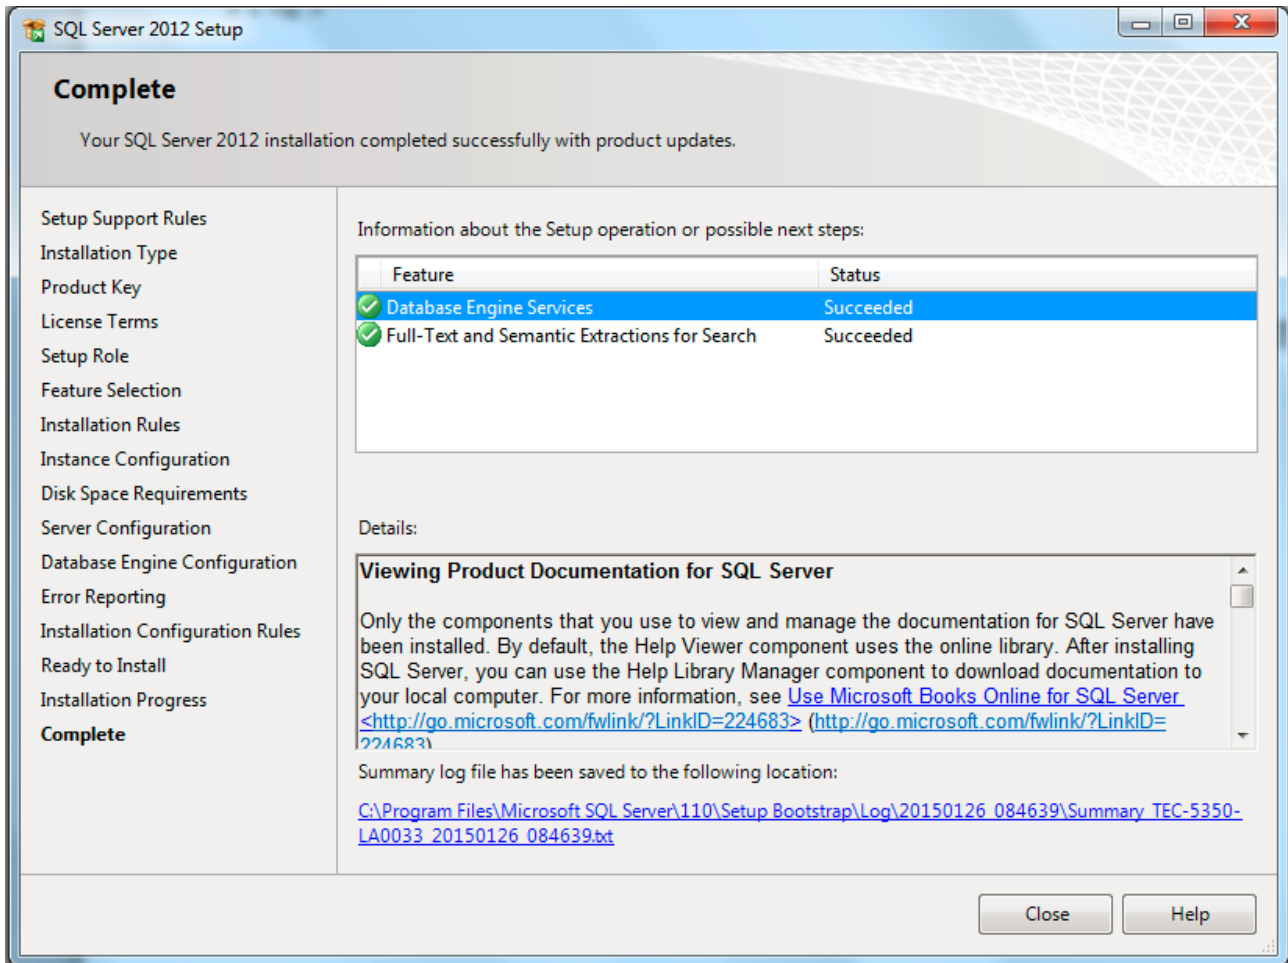 SQL Server 2012 Setup
Complete
Your SQL Server 2012 installation completed successfully with product updates.
Setup Support Rules
Installation Type
Product Key
License Terms
Setup Role
Feature Selection
Installation Rules
Instance Configuration
Disk Space Requirements
Server Configuration
Database Engine Configuration
Error Reporting
Installation Configuration Rules
Ready to Install
Installation Progress
Complete
Information about the Setup operation or possible next steps:
Feature Status
Database Engine Services Succeeded
Full-Text and Semantic Extractions for Search Succeeded
Details:
Viewing Product Documentation for SQL Server
Only the components that you use to view and manage the documentation for SQL Server have
been installed. By default, the Help Viewer component uses the online library. After installing
SQL Server, you can use the Help Library Manager component to download documentation to
your local computer. For more information, see Use Microsoft Books Online for SQL Server
<http://go.microsoft.com/fwlink/?LinkID=224683> (http://go.microsoft.com/fwlink/?LinkID=
224683)
Summary log file has been saved to the following location:
C:\Program Files\Microsoft SQL Server\110\Setup Bootstrap\Log\20150126_084639\Summary_TEC-5350-
LA0033_20150126_084639.txt
Close Help